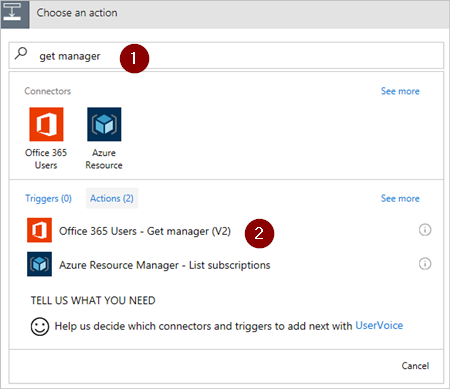 Choose an action
get manager
1
Connectors
See more
Office 365
Users
Azure
Resource
Triggers (0)
Actions (2)
See more
Office 365 Users - Get manager (V2)
2
Azure Resource Manager - List subscriptions
TELL US WHAT YOU NEED
Help us decide which connectors and triggers to add next with UserVoice
Cancel